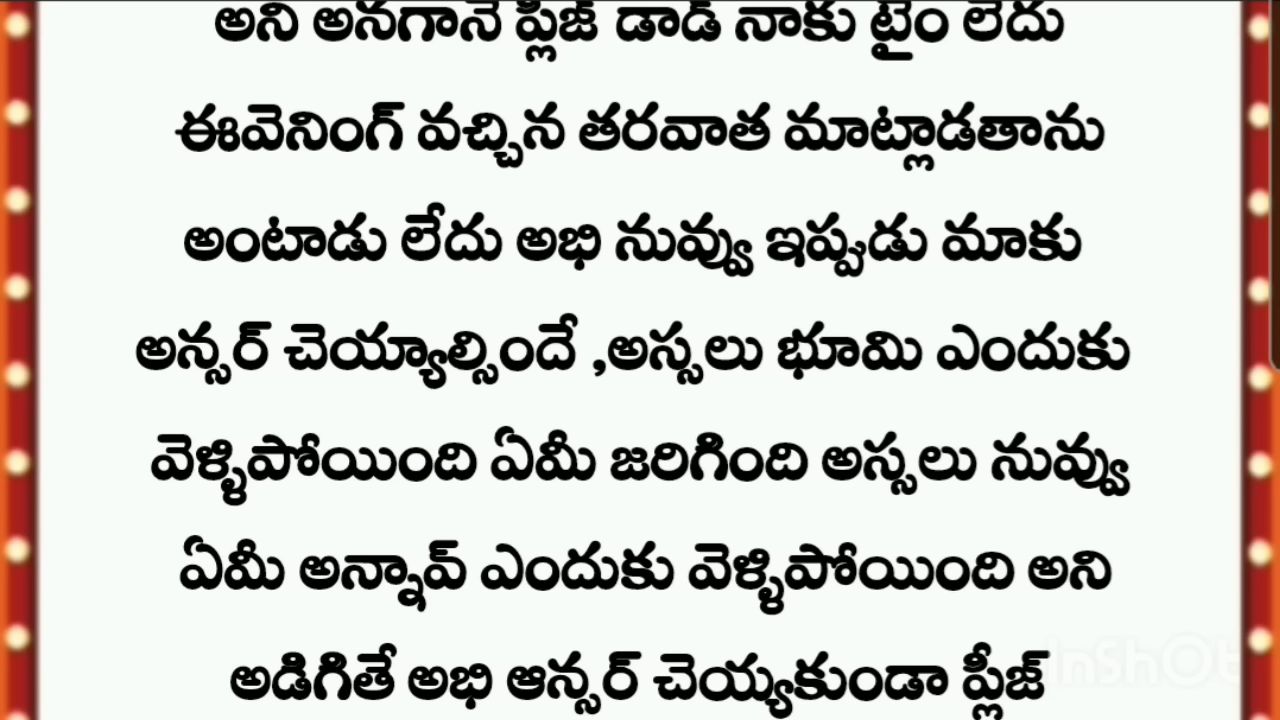 అని అనగానే ప్లీజ్ డాడీ నాకు టైం లేదు
ఈవెనింగ్ వచ్చిన తరవాత మాట్లాడతాను
అంటాడు లేదు అభి నువ్వు ఇప్పుడు మాకు
అన్సర్ చెయ్యాల్సిందే ,అస్సలు భూమి ఎందుకు
వెళ్ళిపోయింది ఏమీ జరిగింది అస్సలు నువ్వు
ఏమీ అన్నావ్ ఎందుకు వెళ్ళిపోయింది అని
అడిగితే అభి ఆన్సర్ చెయ్యకుండా ప్లీజ్
InShOt